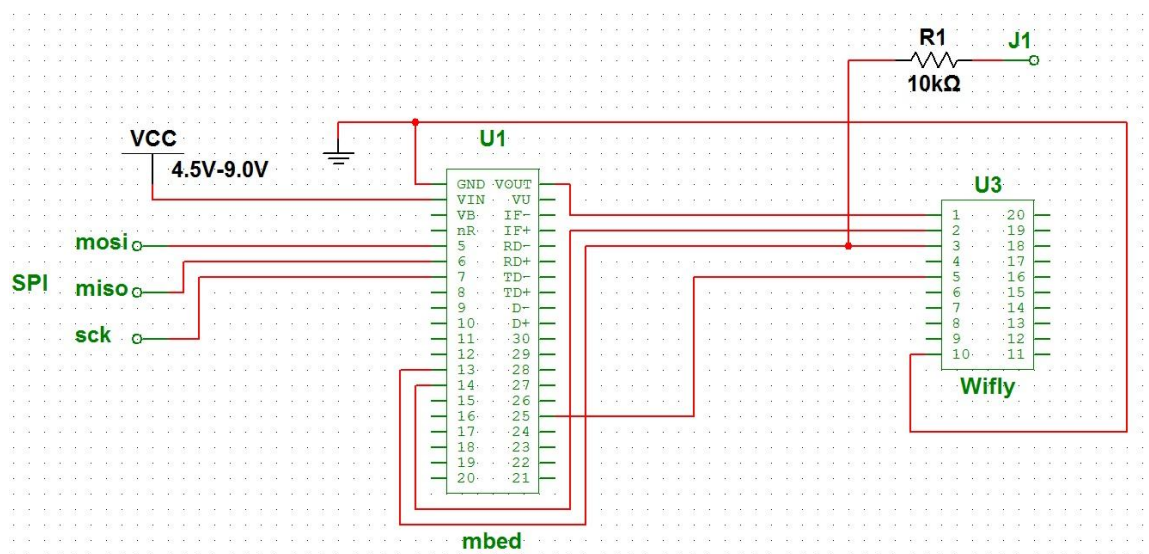 R1
J1
10kΩ
VCC
4.5V-9.0V
U1
GND VOUT
VIN VU
VB IF-
nR IF+
5 RD-
6 RD+
7 TD-
8 TD+
9 D-
10 D+
11 30
12 29
13 28
14 27
15 26
16 25
17 24
18 23
19 22
20 21
mbed
SPI
mosi
miso
sck
U3
1 20
2 19
3 18
4 17
5 16
6 15
7 14
8 13
9 12
10 11
Wifly